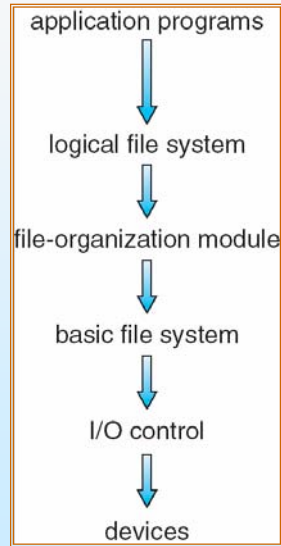 application programs
logical file system
file-organization module
basic file system
I/O control
devices